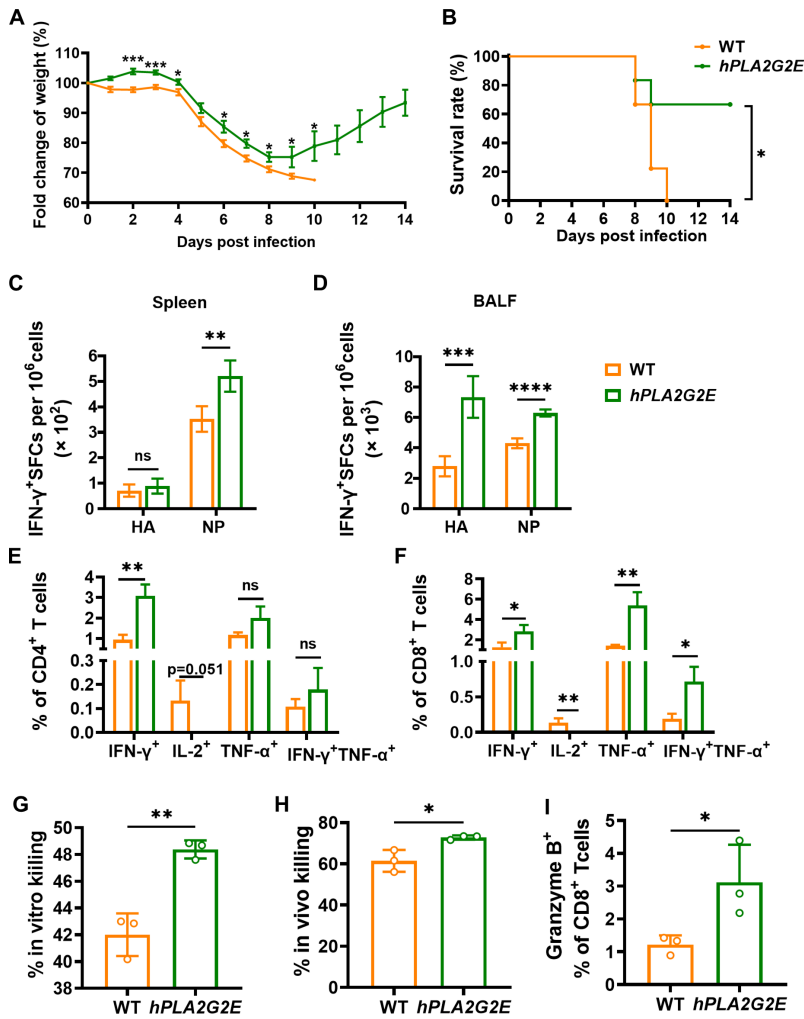 A
Fold change of weight (%)
110
100
90
80
70
60
*** *** * * * * * *
0 2 4 6 8 10 12 14
Days post infection
B
Survival rate (%)
100
80
60
40
20
0
WT
hPLA2G2E
*
0 2 4 6 8 10 12 14
Days post infection
C
Spleen
IFN-γ⁺SFCs per 10⁶cells
(× 10²)
6
5
4
3
2
1
0
ns
**
HA NP
D
BALF
IFN-γ⁺SFCs per 10⁶cells
(× 10³)
10
8
6
4
2
0
***
****
HA NP
WT
hPLA2G2E
E
% of CD4⁺ T cells
4
3
2
1
0.3
0.2
0.1
0.0
**
p=0.051
ns
ns
IFN-γ⁺ IL-2⁺ TNF-α⁺ IFN-γ⁺TNF-α⁺
F
% of CD8⁺ T cells
8
6
4
2
0
1.0
0.5
0.0
*
**
**
*
IFN-γ⁺ IL-2⁺ TNF-α⁺ IFN-γ⁺TNF-α⁺
G
% in vitro killing
50
48
46
44
42
40
38
**
WT hPLA2G2E
H
% in vivo killing
80
60
40
20
0
*
WT hPLA2G2E
I
Granzyme B⁺
% of CD8⁺ Tcells
5
4
3
2
1
0
*
WT hPLA2G2E